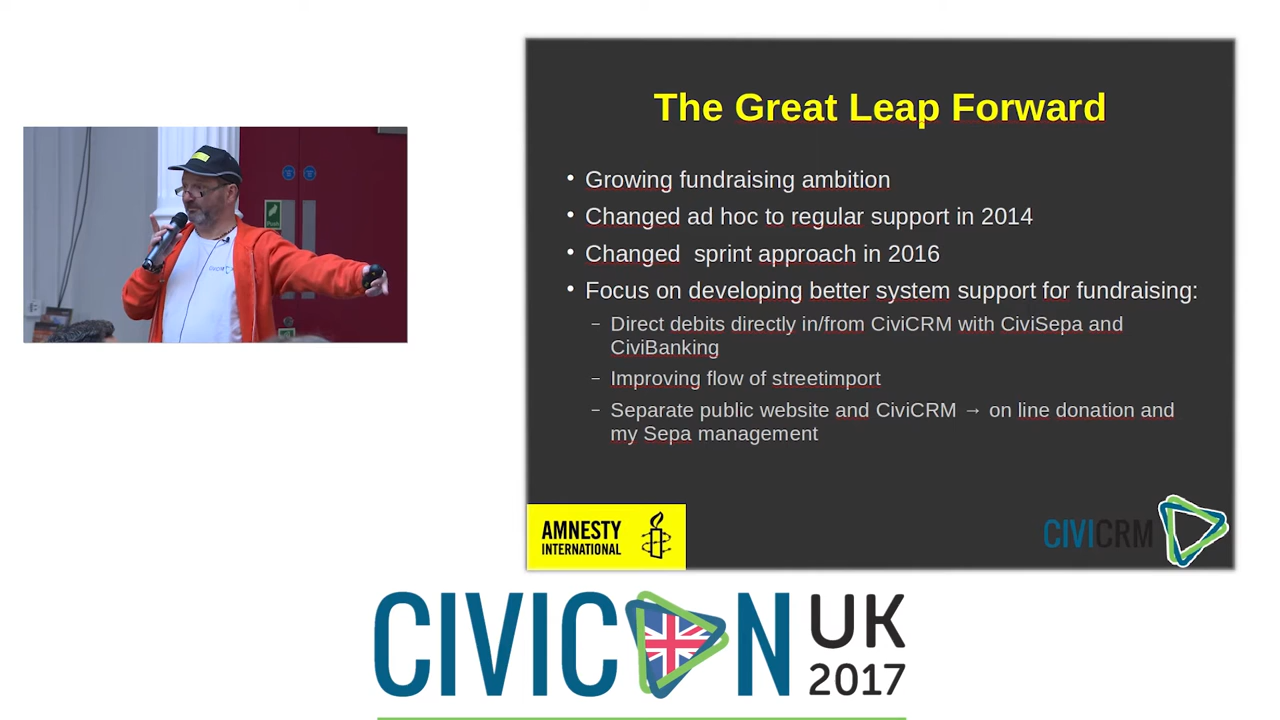 The Great Leap Forward
• Growing fundraising ambition
• Changed ad hoc to regular support in 2014
• Changed  sprint approach in 2016
• Focus on developing better system support for fundraising:
– Direct debits directly in/from CiviCRM with CiviSepa and
CiviBanking
– Improving flow of streetimport
– Separate public website and CiviCRM → on line donation and
my Sepa management
AMNESTY
INTERNATIONAL
CIVICRM
CIVICON UK
2017